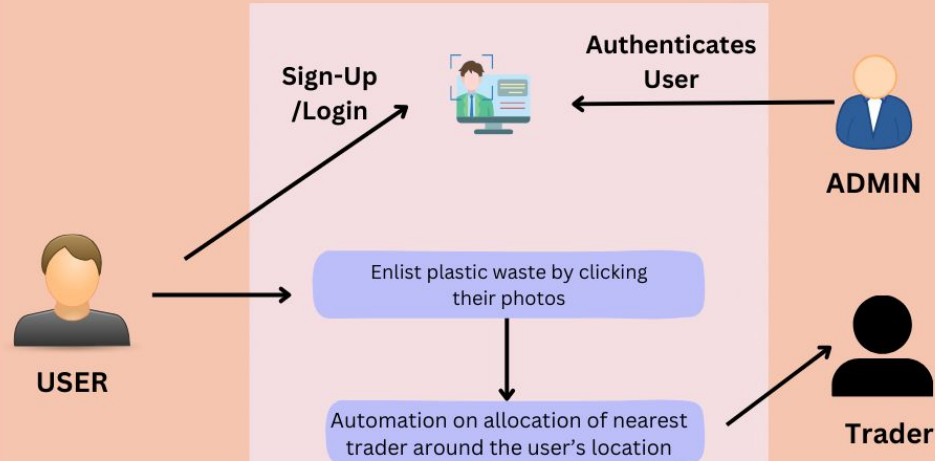 Authenticates
User
Sign-Up
/Login
ADMIN
Enlist plastic waste by clicking
their photos
USER
Automation on allocation of nearest
trader around the user's location
Trader